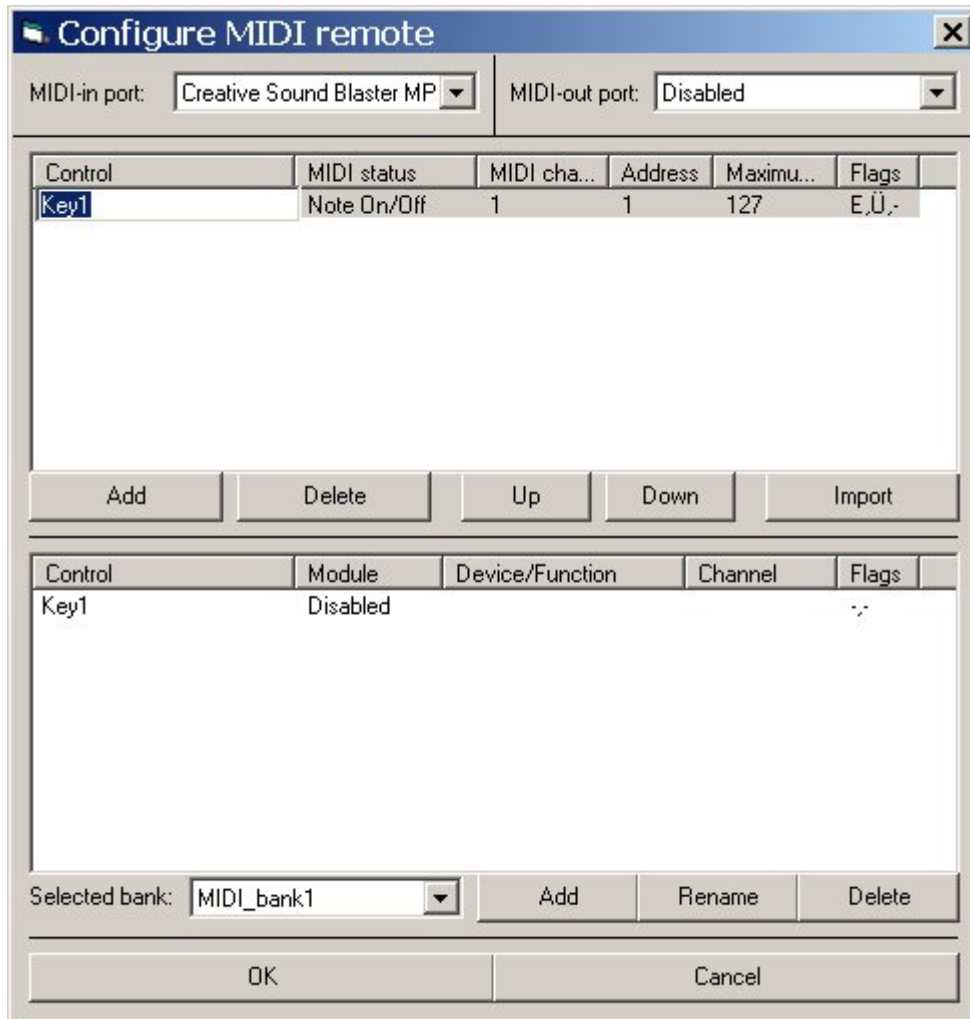 Configure MIDI remote
MIDI-in port: Creative Sound Blaster MP MIDI-out port: Disabled
Control MIDI status MIDI cha... Address Maximu... Flags
Key1 Note On/Off 1 1 127 E,Ü,-
Add Delete Up Down Import
Control Module Device/Function Channel Flags
Key1 Disabled -,-
Selected bank: MIDI_bank1 Add Rename Delete
OK Cancel